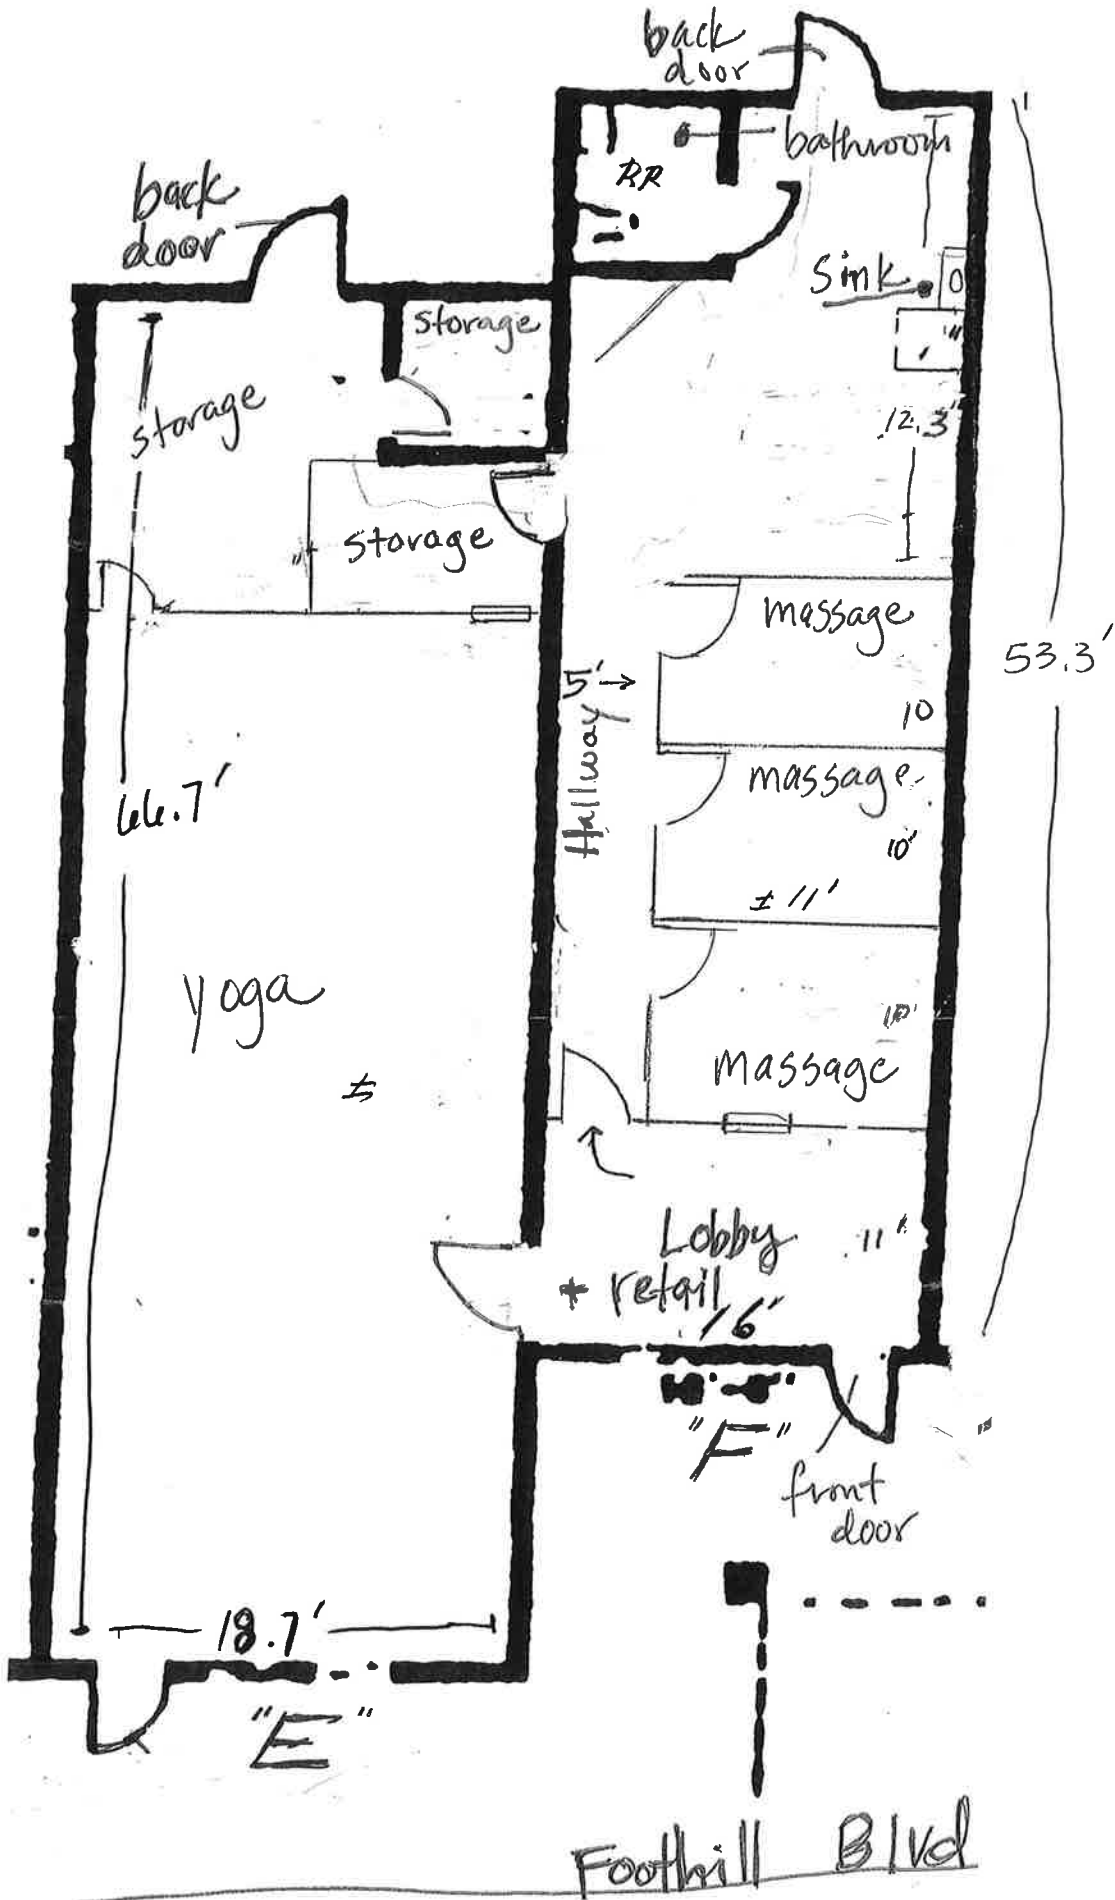 back
door
bathroom
RR
back
door
Sink
storage
storage
12.3'
storage
massage
53.3'
5' →
10
Hallway
massage
66.7'
10'
± 11'
yoga
10'
massage
±
Lobby
11'
+ retail
16'
"F"
front
door
18.7'
"E"
Foothill Blvd